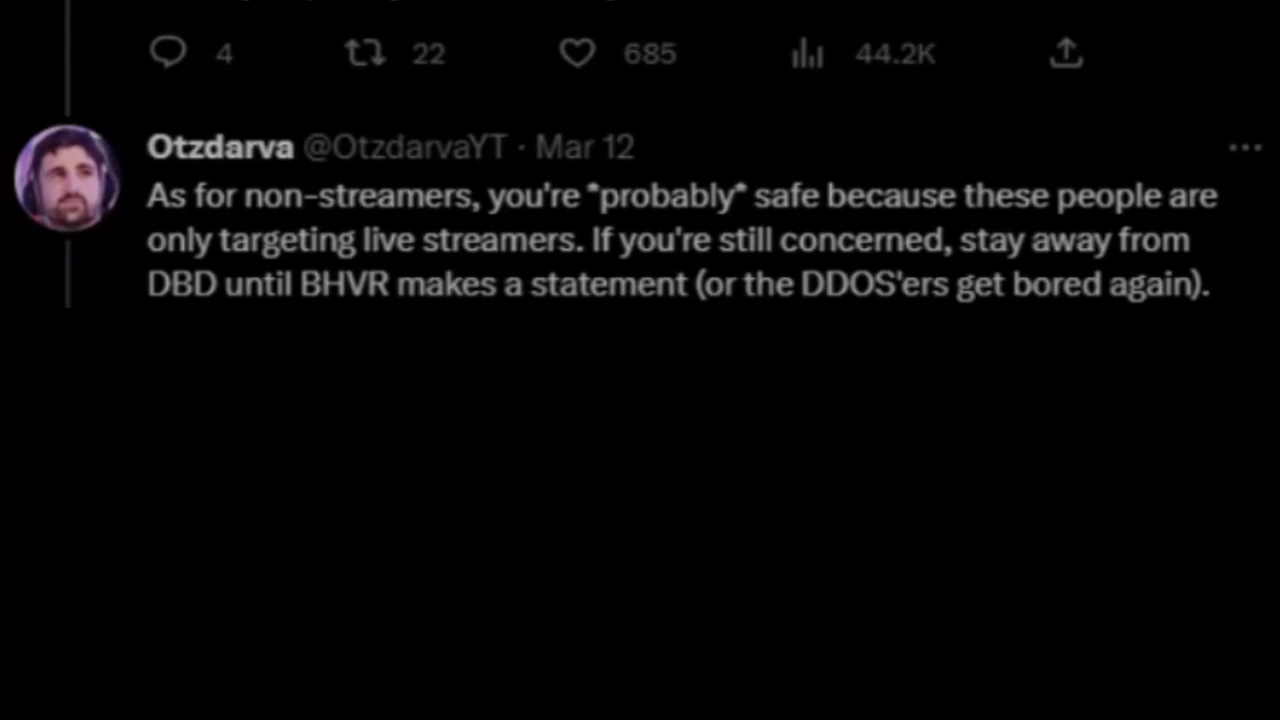 4 22 685 44.2K
Otzdarva @OtzdarvaYT · Mar 12
As for non-streamers, you're *probably* safe because these people are
only targeting live streamers. If you're still concerned, stay away from
DBD until BHVR makes a statement (or the DDOS'ers get bored again).